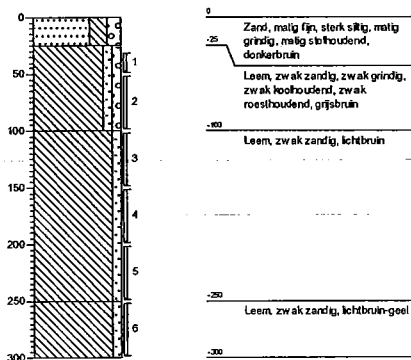 0
50
100
150
200
250
300
1
2
3
4
5
6
0
Zand, matig fijn, sterk siltig, matig
grindig, matig stolhoudend,
donkerbruin
-25
Leem, zwak zandig, zwak grindig,
zwak koolhoudend, zwak
roesthoudend, grijsbruin
-100
Leem, zwak zandig, lichtbruin
-250
Leem, zwak zandig, lichtbruin-geel
-300